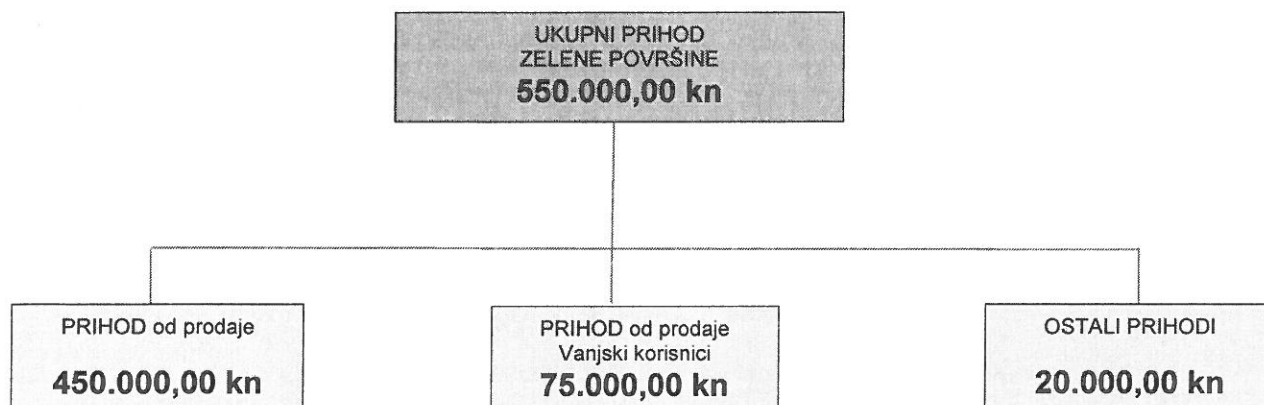 UKUPNI PRIHOD
ZELENE POVRŠINE
550.000,00 kn
PRIHOD od prodaje
450.000,00 kn
PRIHOD od prodaje
Vanjski korisnici
75.000,00 kn
OSTALI PRIHODI
20.000,00 kn